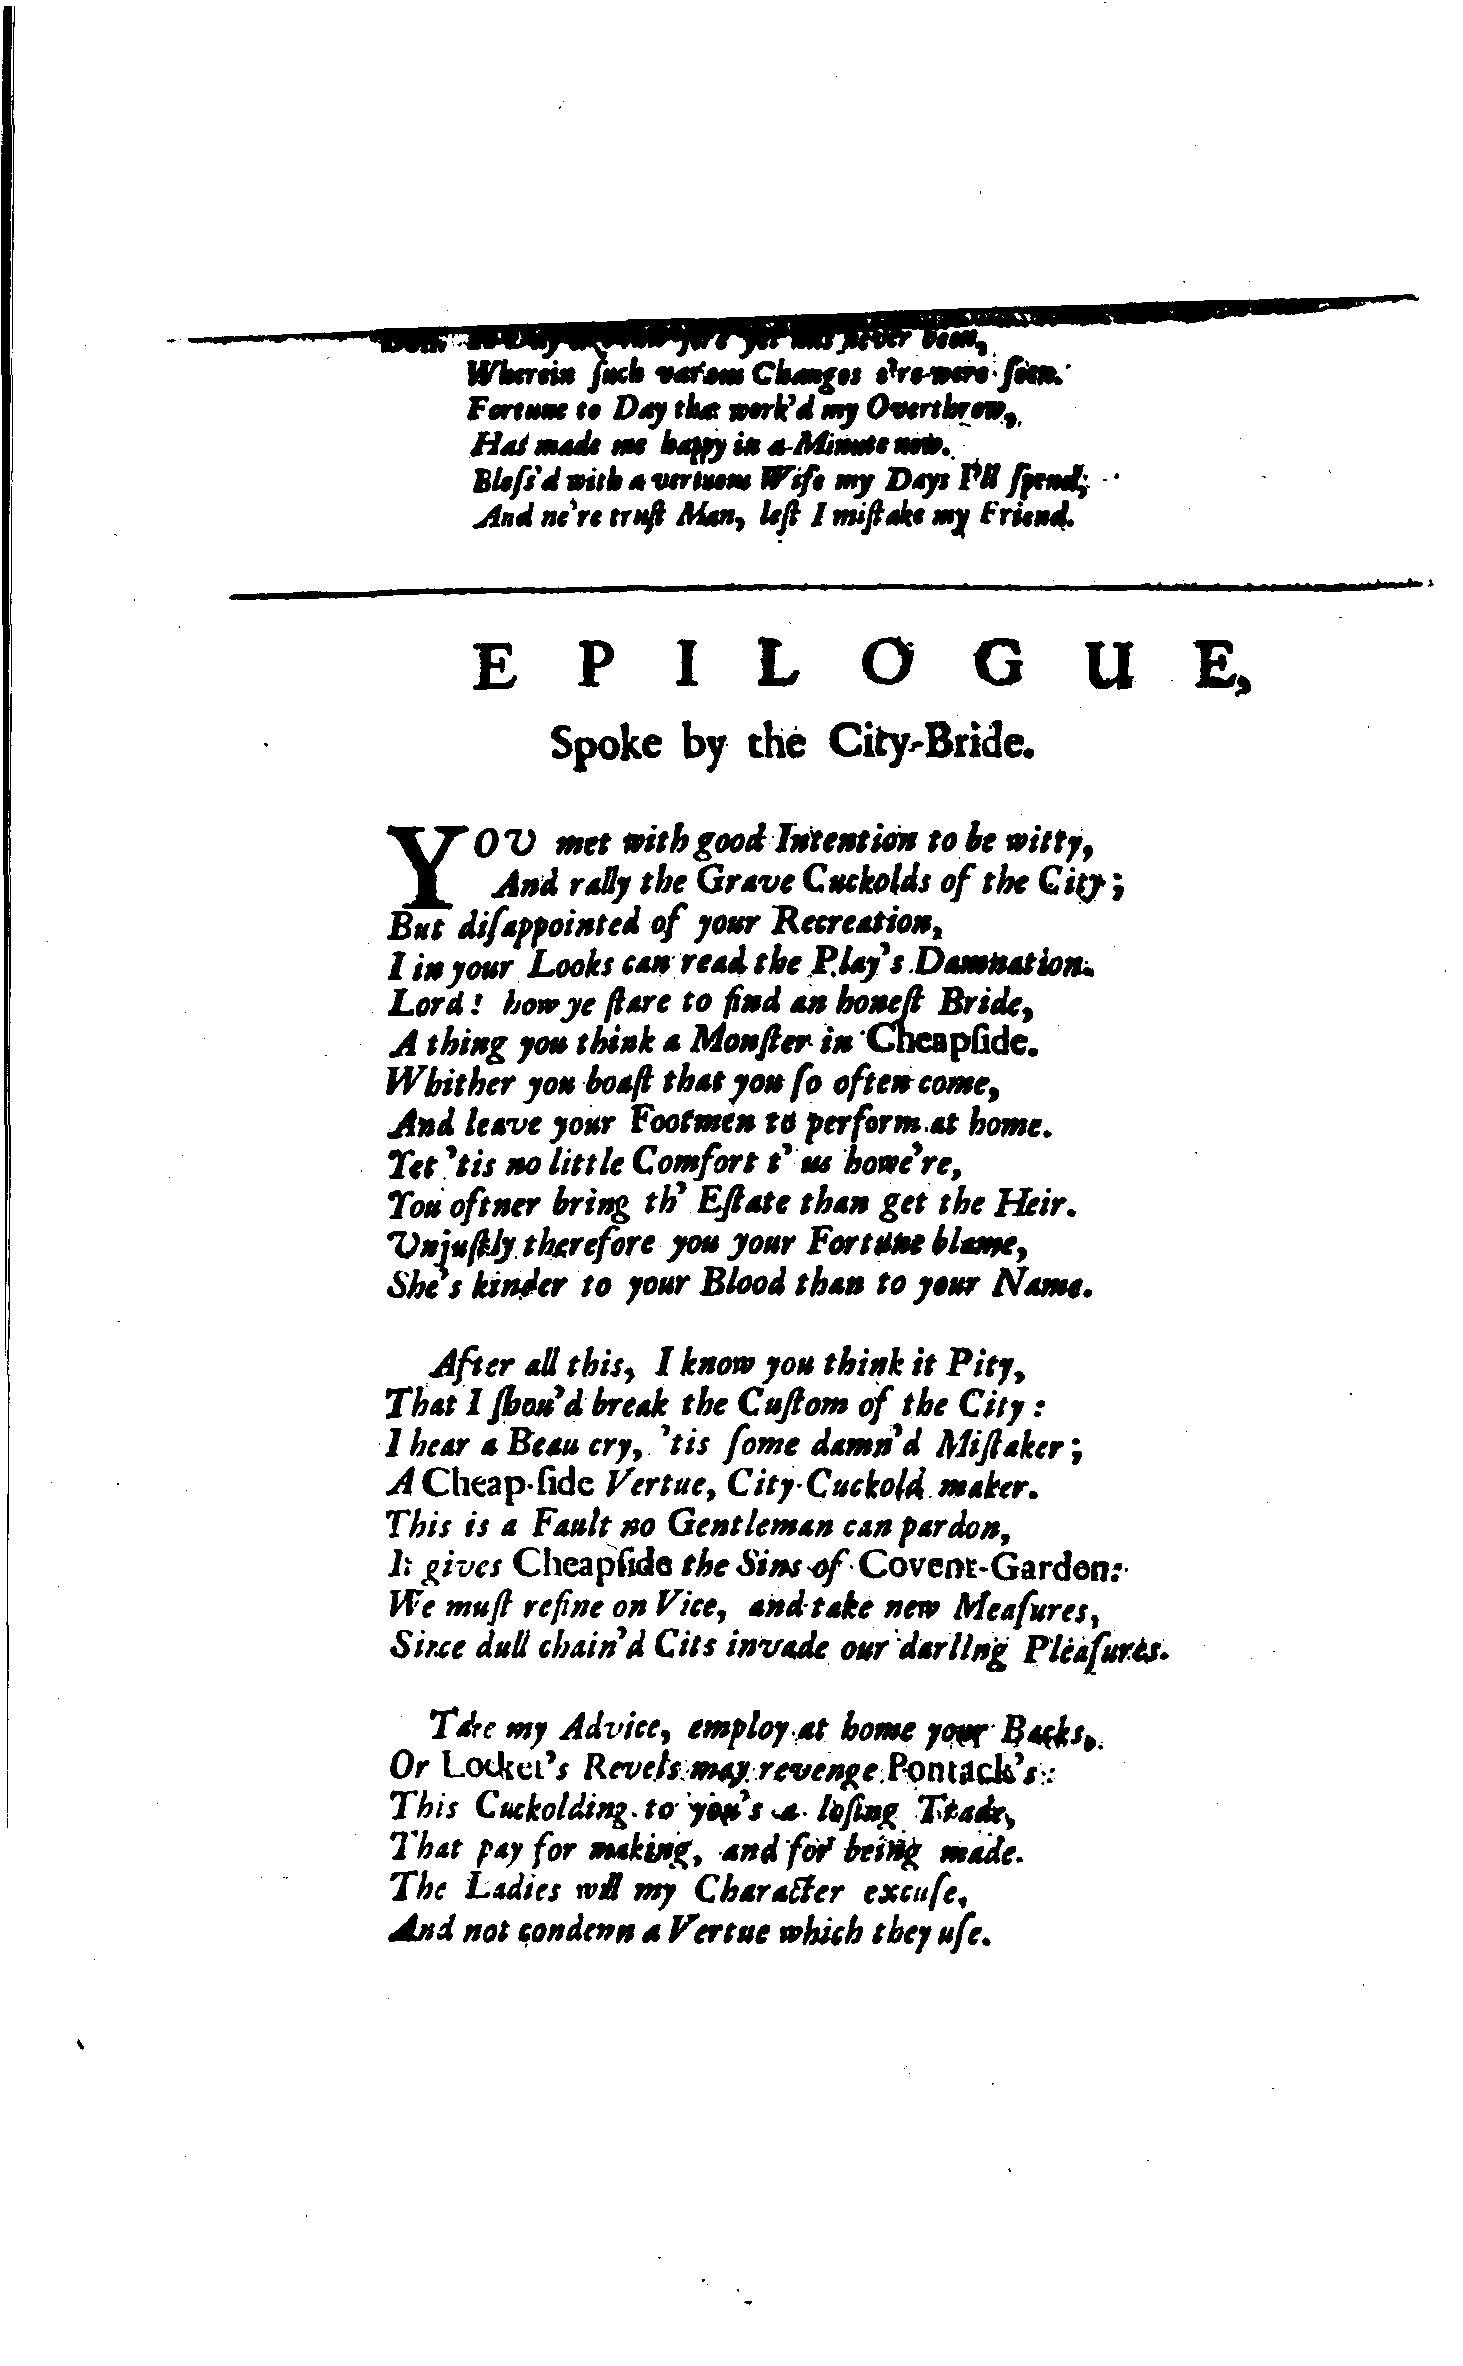 yet has never been,
Wherein ſuch various Changes e're were ſeen.
Fortune to Day that work'd my Overthrow,
Has made me happy in a Minute now.
Bleſs'd with a vertuous Wife my Days I'll ſpend;
And ne're truſt Man, leſt I miſtake my Friend.
EPILOGUE,
Spoke by the City-Bride.
YOU met with good Intention to be witty,
And rally the Grave Cuckolds of the City;
But diſappointed of your Recreation,
I in your Looks can read the Play's Damnation.
Lord! how ye ſtare to find an honeſt Bride,
A thing you think a Monſter in Cheapſide.
Whither you boaſt that you ſo often come,
And leave your Footmen to perform at home.
Yet 'tis no little Comfort t' us howe're,
You oftner bring th' Eſtate than get the Heir.
Unjuſtly therefore you your Fortune blame,
She's kinder to your Blood than to your Name.
After all this, I know you think it Pity,
That I ſhou'd break the Cuſtom of the City:
I hear a Beau cry, 'tis ſome damn'd Miſtaker;
A Cheap-ſide Vertue, City-Cuckold maker.
This is a Fault no Gentleman can pardon,
It gives Cheapſide the Sins of Covent-Garden:
We muſt refine on Vice, and take new Meaſures,
Since dull chain'd Cits invade our darllng Pleaſures.
Take my Advice, employ at home your Backs,
Or Locket's Revels may revenge Pontack's:
This Cuckolding to you's a loſing Trade,
That pay for making, and for being made.
The Ladies will my Character excuſe,
And not condenn a Vertue which they uſe.